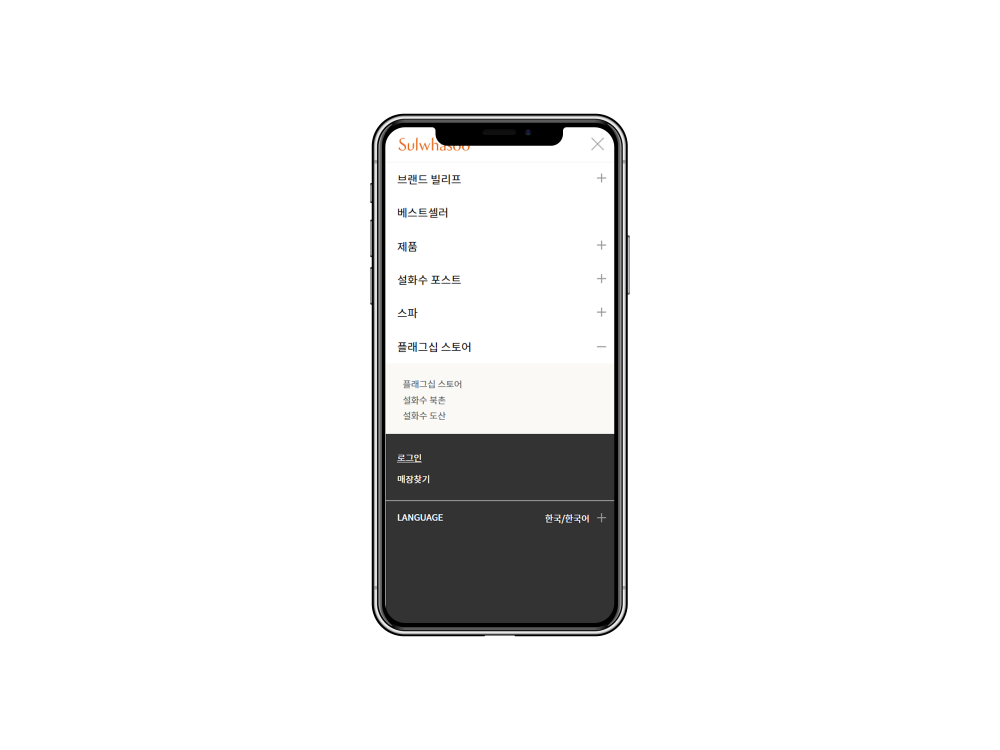 Sulwhasoo
브랜드 빌리프
베스트셀러
제품
설화수 포스트
스파
플래그십 스토어
플래그십 스토어
설화수 북촌
설화수 도산
로그인
매장찾기
LANGUAGE 한국/한국어